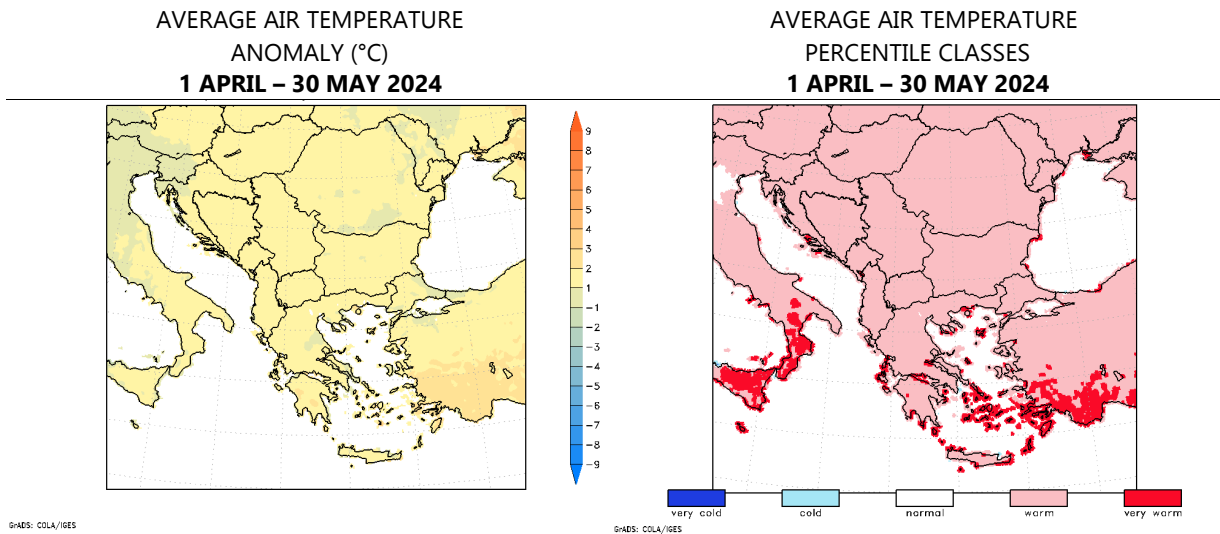 AVERAGE AIR TEMPERATURE
ANOMALY (°C)
1 APRIL – 30 MAY 2024
9
8
7
6
5
4
3
2
1
−1
−2
−3
−4
−5
−6
−7
−8
−9
GrADS: COLA/IGES
AVERAGE AIR TEMPERATURE
PERCENTILE CLASSES
1 APRIL – 30 MAY 2024
very cold
cold
normal
warm
very warm
GrADS: COLA/IGES